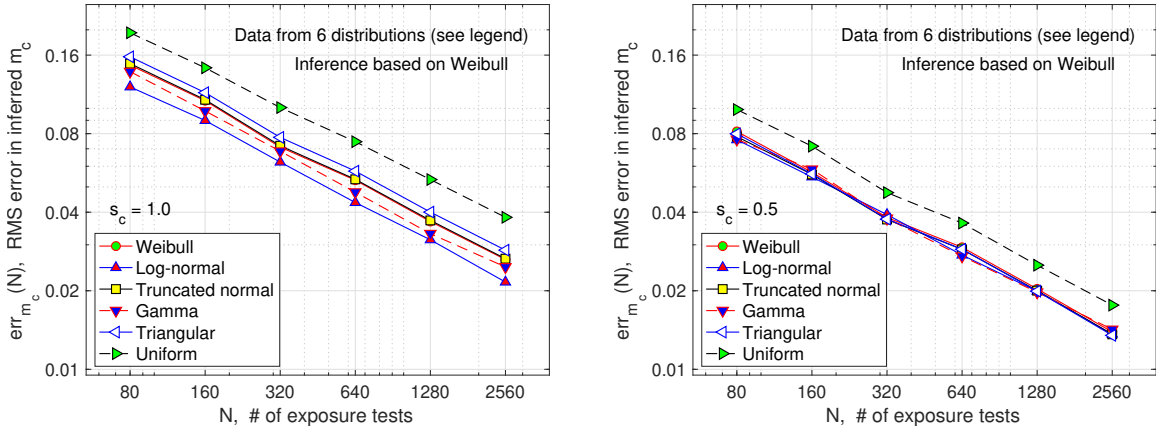 Data from 6 distributions (see legend)
Inference based on Weibull
err_{m_c} (N), RMS error in inferred m_c
0.16
0.08
0.04
0.02
0.01
s_c = 1.0
Weibull
Log-normal
Truncated normal
Gamma
Triangular
Uniform
80 160 320 640 1280 2560
N, # of exposure tests
Data from 6 distributions (see legend)
Inference based on Weibull
err_{m_c} (N), RMS error in inferred m_c
0.16
0.08
0.04
0.02
0.01
s_c = 0.5
Weibull
Log-normal
Truncated normal
Gamma
Triangular
Uniform
80 160 320 640 1280 2560
N, # of exposure tests